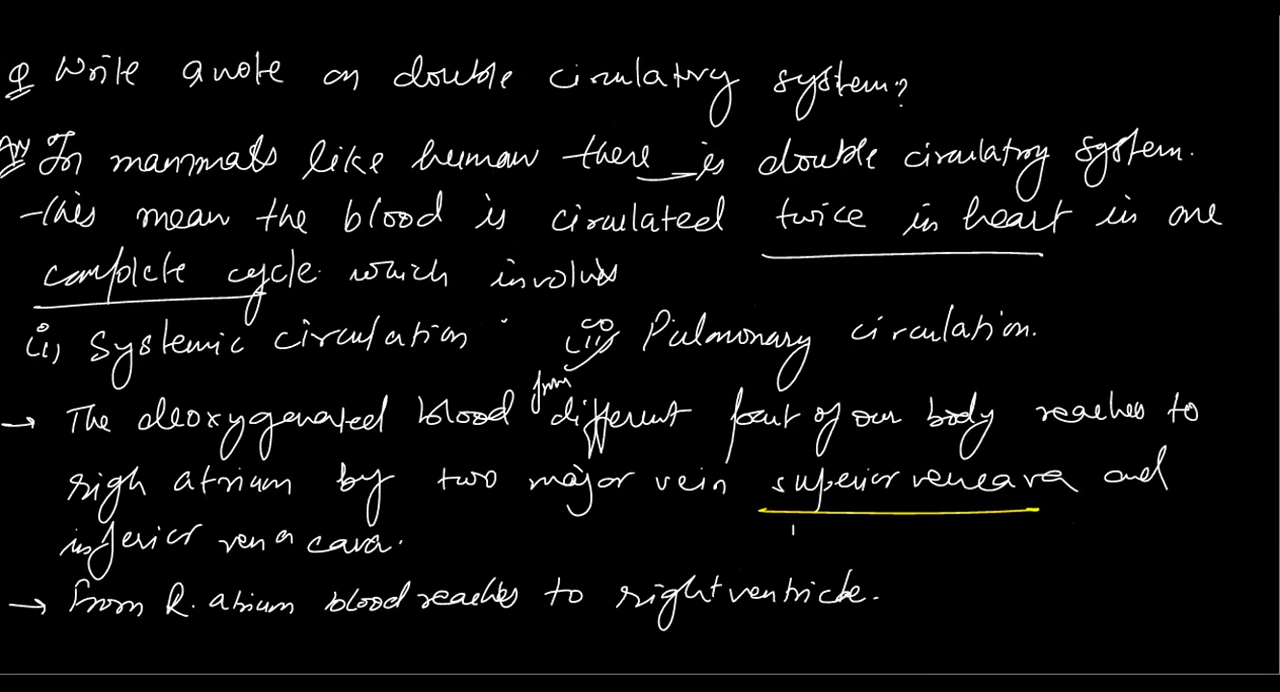 Q Write a note on double circulatory system?
Ans In mammals like human there is double circulatory system.
This mean the blood is circulated twice in heart in one
complete cycle which involves
(i) Systemic circulation (ii) Pulmonary circulation.
→ The deoxygenated blood from different part of our body reaches to
righ atrium by two major vein superior venacava and
inferior vena cava.
→ From R. atrium blood reaches to right ventricle.